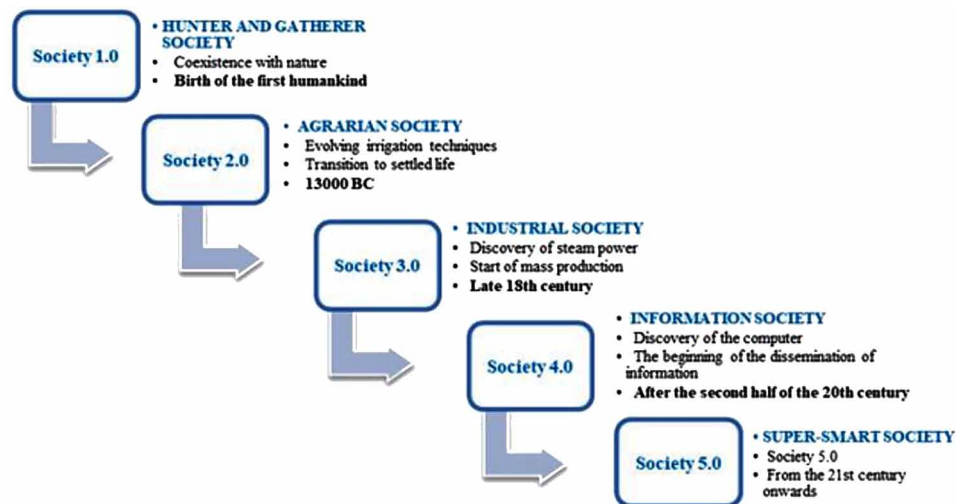 Society 1.0
• HUNTER AND GATHERER
SOCIETY
• Coexistence with nature
• Birth of the first humankind
Society 2.0
• AGRARIAN SOCIETY
• Evolving irrigation techniques
• Transition to settled life
• 13000 BC
Society 3.0
• INDUSTRIAL SOCIETY
• Discovery of steam power
• Start of mass production
• Late 18th century
Society 4.0
• INFORMATION SOCIETY
• Discovery of the computer
• The beginning of the dissemination of
information
• After the second half of the 20th century
Society 5.0
• SUPER-SMART SOCIETY
• Society 5.0
• From the 21st century
onwards